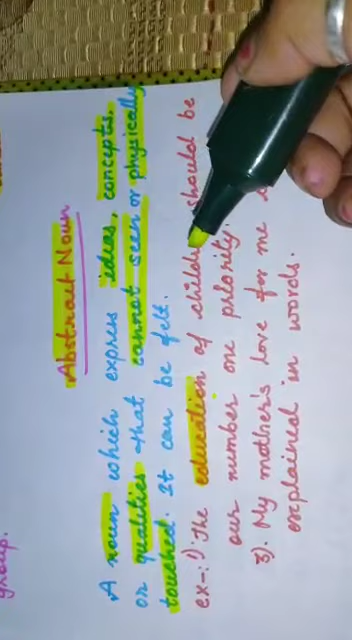 group.
Abstract Noun
A noun which express ideas, concepts,
or qualities that cannot seen or physically
touched. It can be felt.
ex-:1) The education of child should be
our number one priority.
3). My mother's love for me
explained in words.